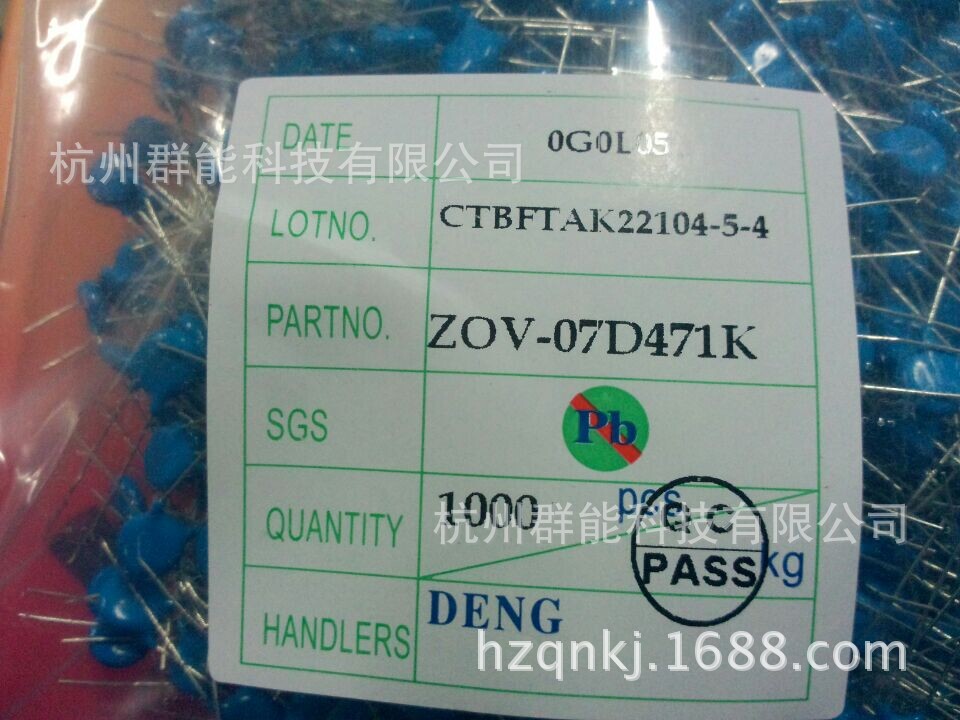 DATE 0G0L05
杭州群能科技有限公司
LOTNO. CTBFTAK22104-5-4
PARTNO. ZOV-07D471K
SGS Pb
QUANTITY 1000 pcs
杭州群能科技有限公司
QC
PASS
kg
HANDLERS DENG
hzqnkj.1688.com